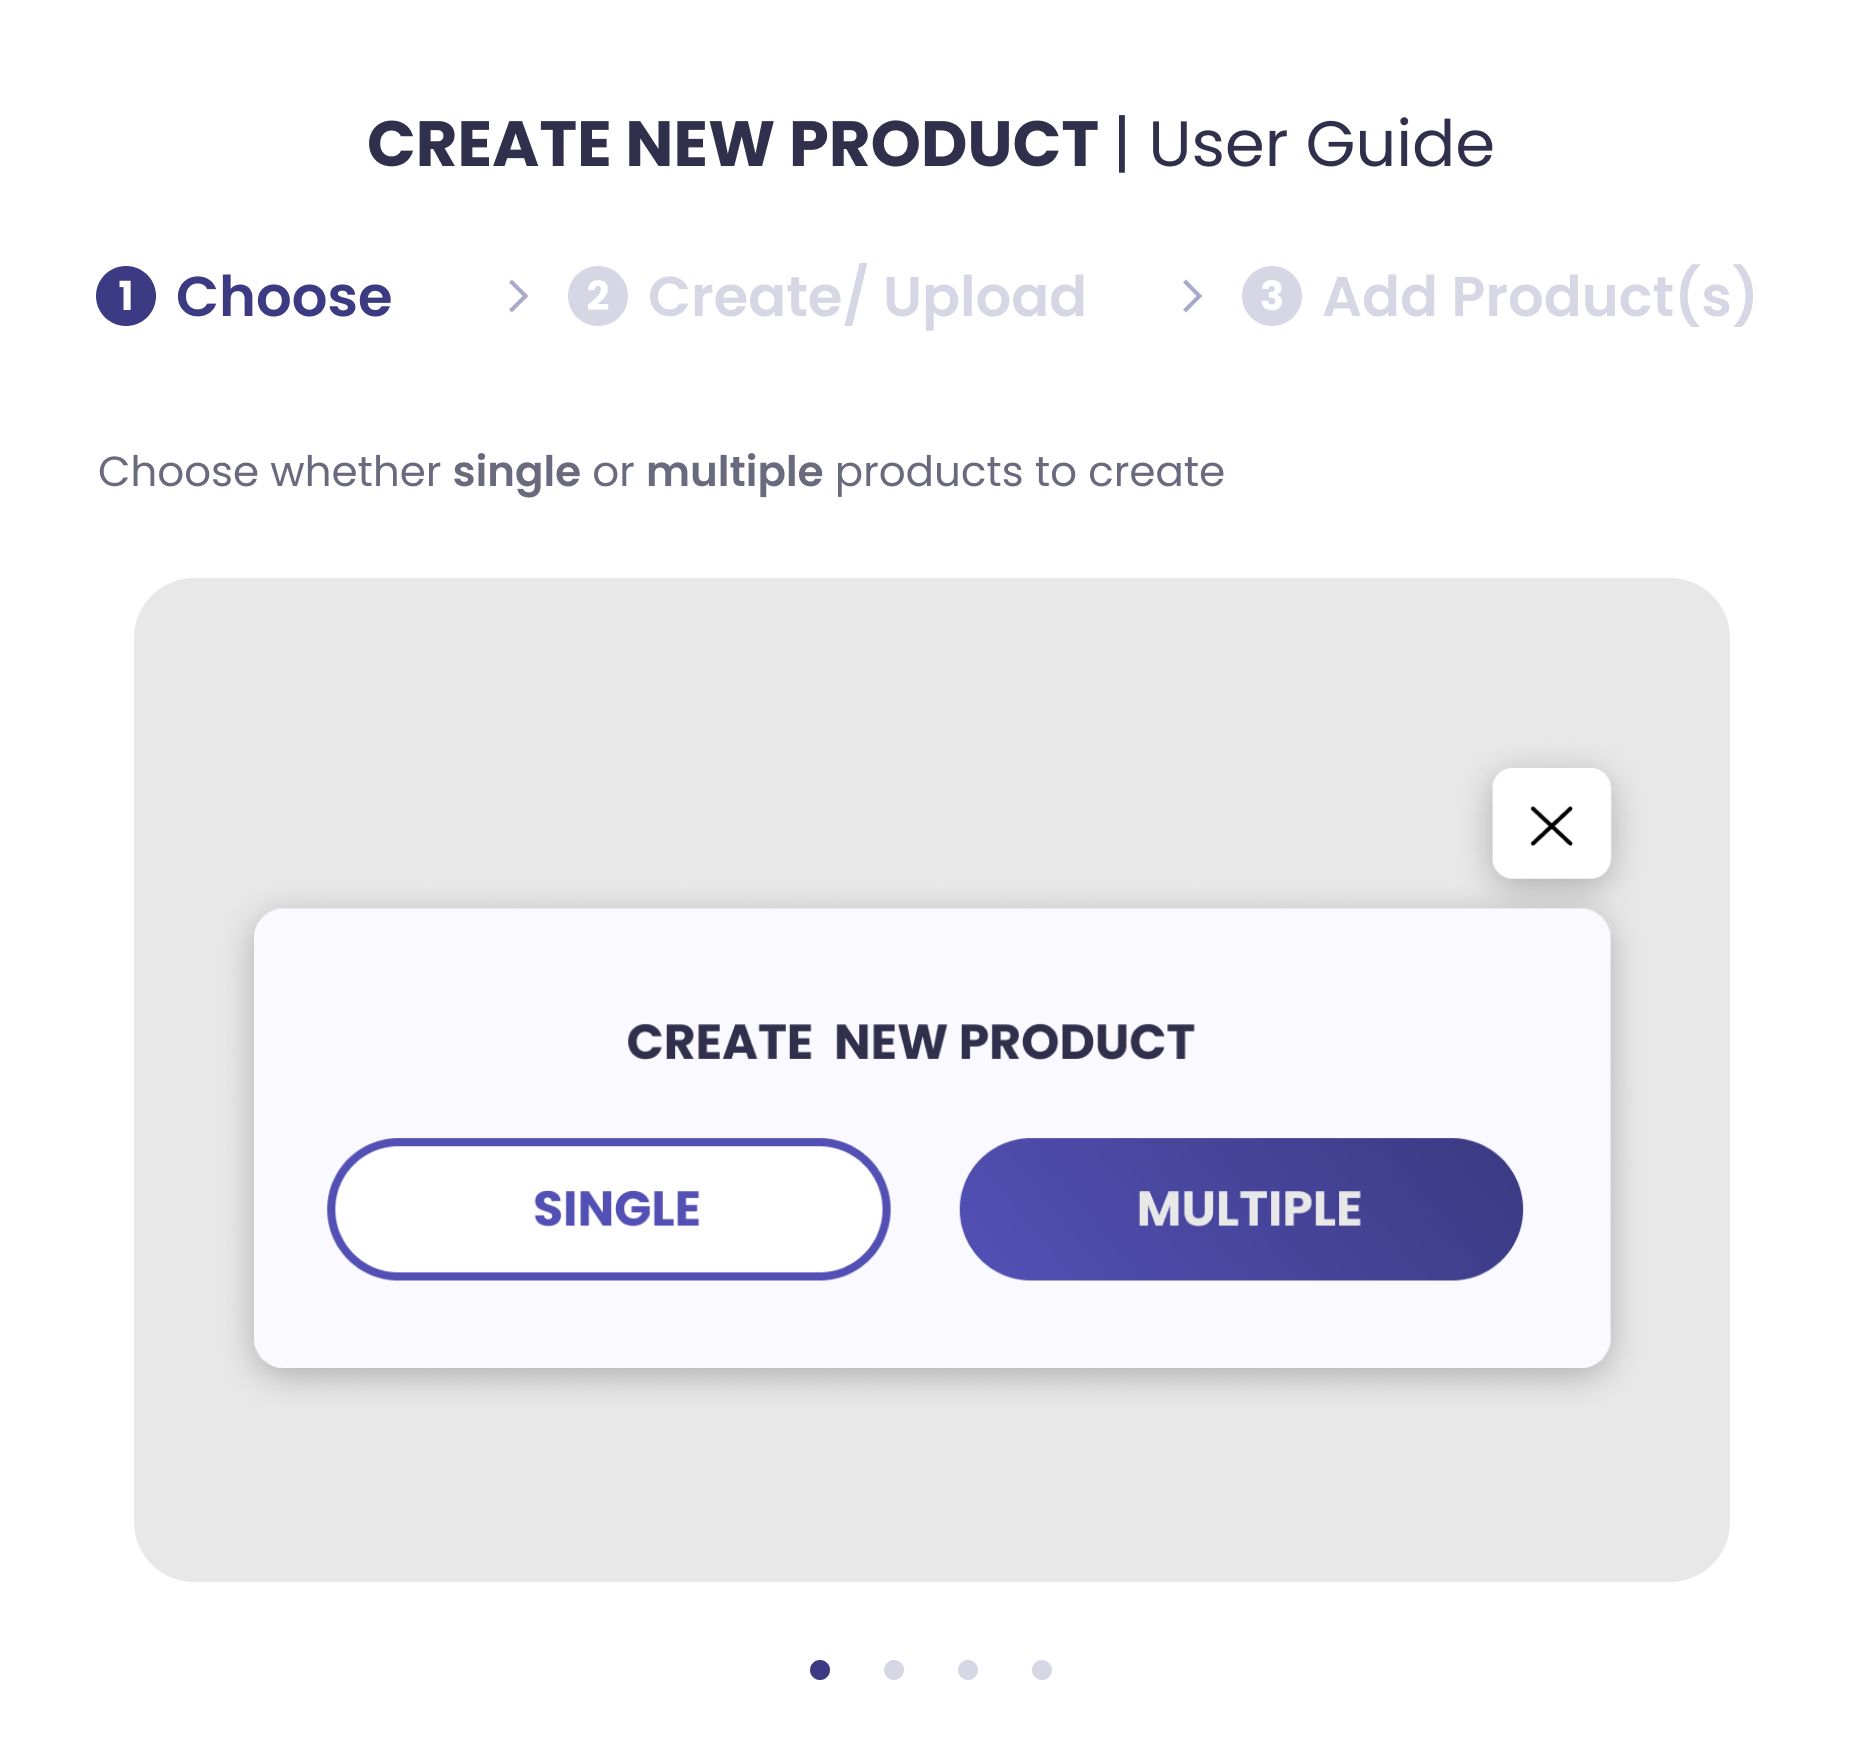 CREATE NEW PRODUCT | User Guide
1 Choose > 2 Create/ Upload > 3 Add Product(s)
Choose whether single or multiple products to create
CREATE  NEW PRODUCT
SINGLE MULTIPLE